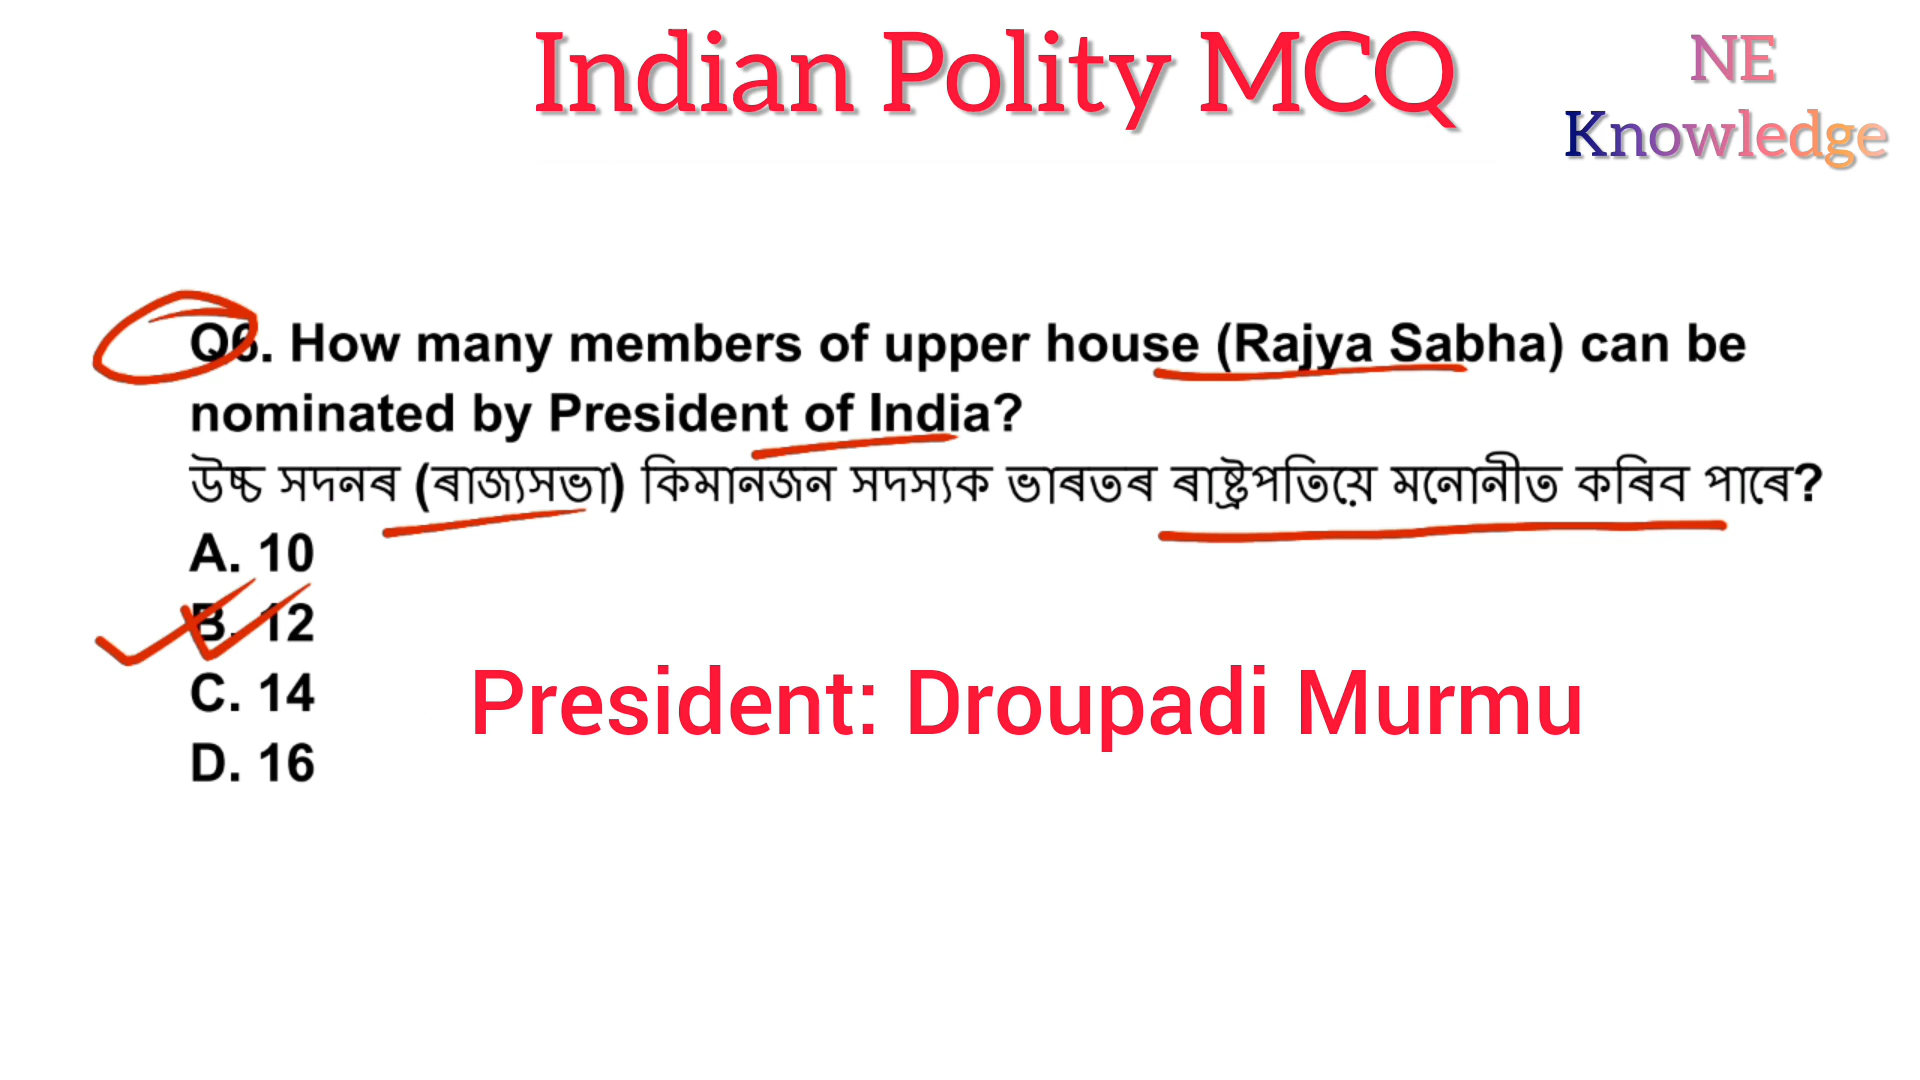 Indian Polity MCQ
NE
Knowledge
Q6. How many members of upper house (Rajya Sabha) can be
nominated by President of India?
উচ্চ সদনৰ (ৰাজ্যসভা) কিমানজন সদস্যক ভাৰতৰ ৰাষ্ট্ৰপতিয়ে মনোনীত কৰিব পাৰে?
A. 10
B. 12
C. 14
President: Droupadi Murmu
D. 16